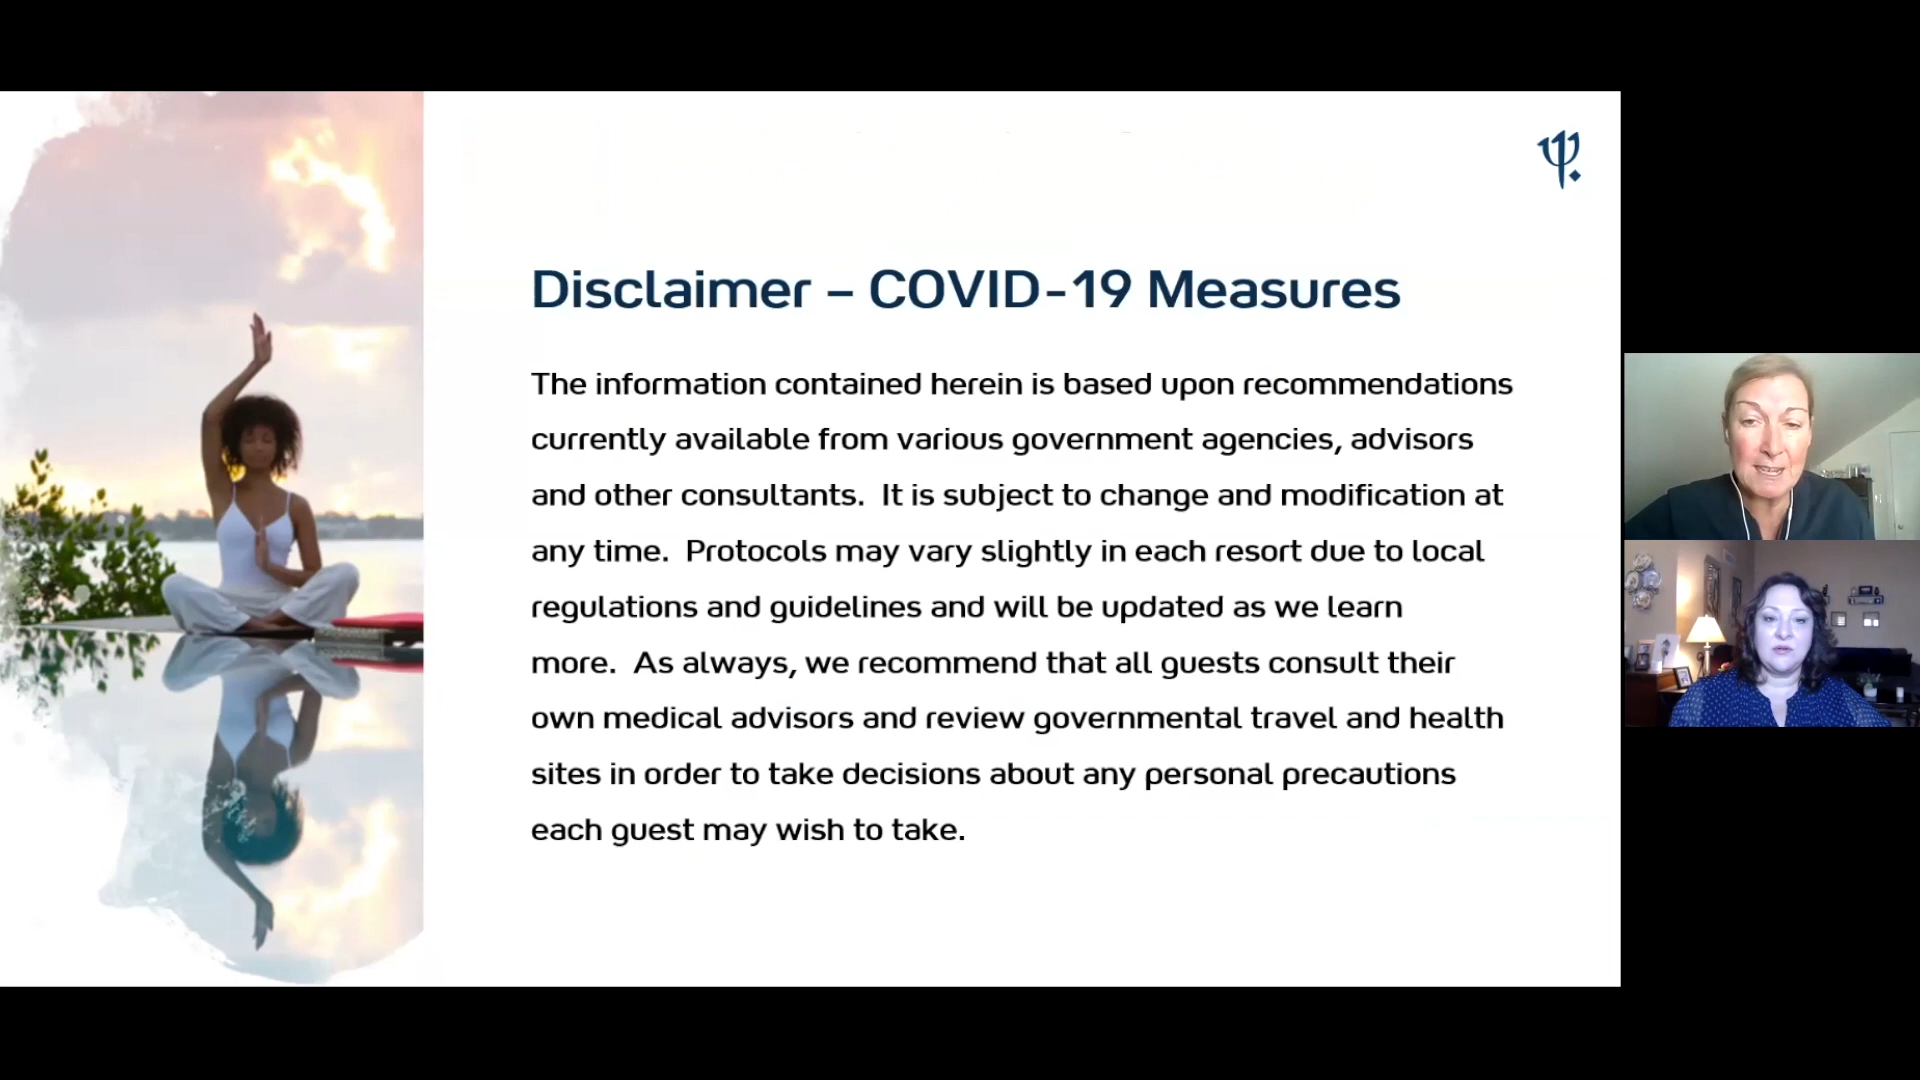 Disclaimer – COVID-19 Measures
The information contained herein is based upon recommendations
currently available from various government agencies, advisors
and other consultants.  It is subject to change and modification at
any time.  Protocols may vary slightly in each resort due to local
regulations and guidelines and will be updated as we learn
more.  As always, we recommend that all guests consult their
own medical advisors and review governmental travel and health
sites in order to take decisions about any personal precautions
each guest may wish to take.